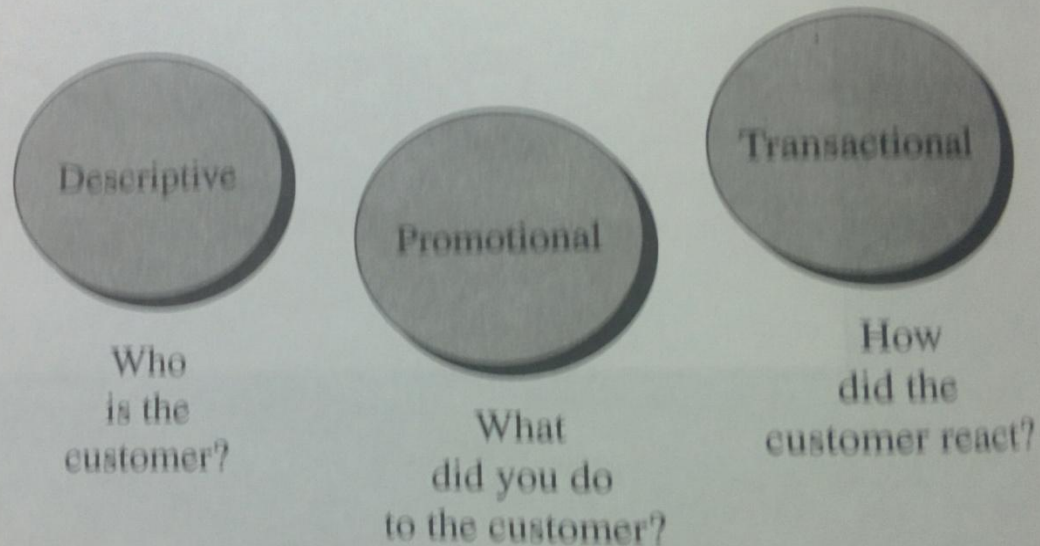 Descriptive
Who
is the
customer?
Promotional
What
did you do
to the customer?
Transactional
How
did the
customer react?